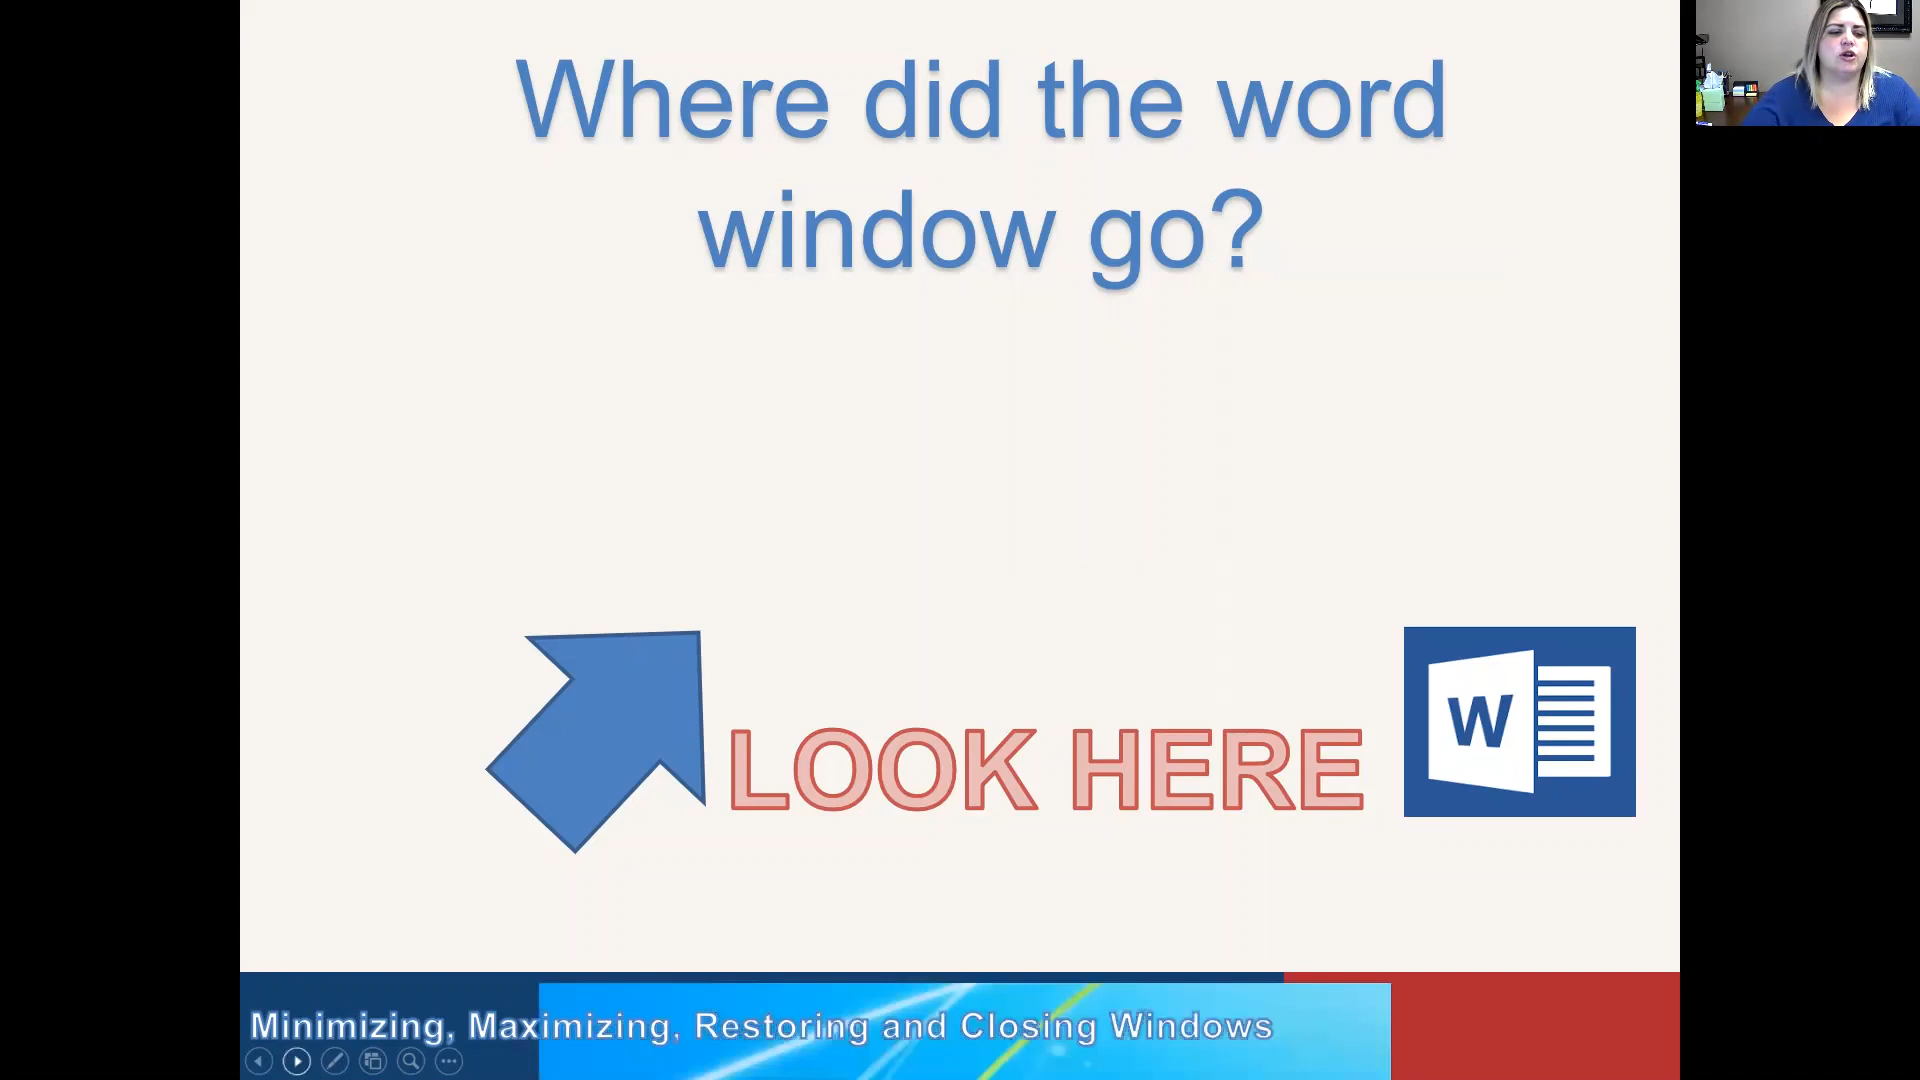 Where did the word
window go?
LOOK HERE
W
Minimizing, Maximizing, Restoring and Closing Windows